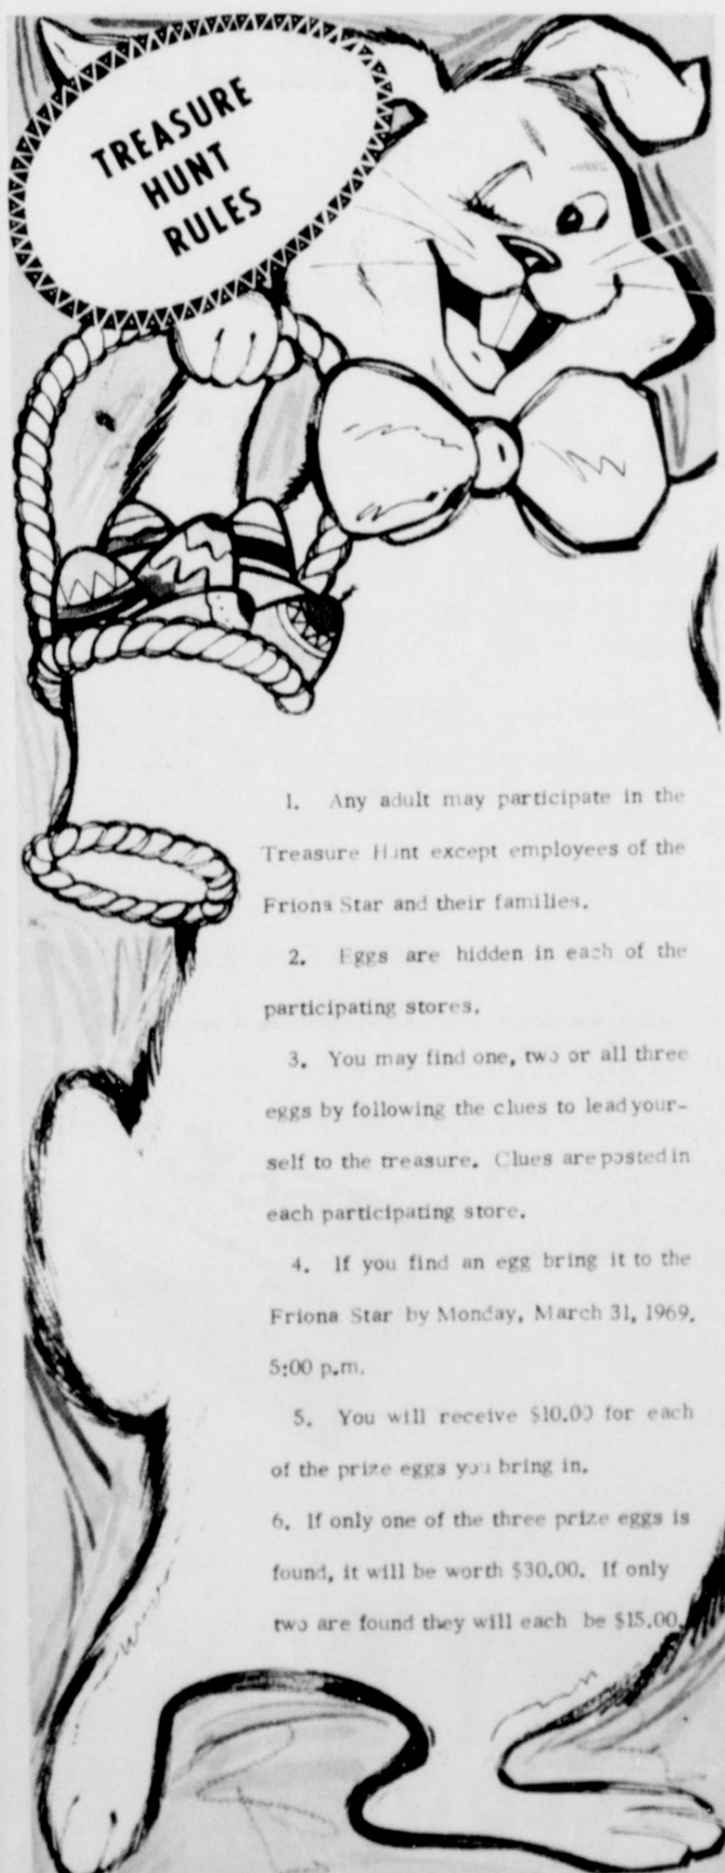 TREASURE
HUNT
RULES
1. Any adult may participate in the
Treasure Hunt except employees of the
Friona Star and their families.
2. Eggs are hidden in each of the
participating stores.
3. You may find one, two or all three
eggs by following the clues to lead your-
self to the treasure. Clues are posted in
each participating store.
4. If you find an egg bring it to the
Friona Star by Monday, March 31, 1969.
5:00 p.m.
5. You will receive $10.00 for each
of the prize eggs you bring in.
6. If only one of the three prize eggs is
found, it will be worth $30.00. If only
two are found they will each be $15.00.